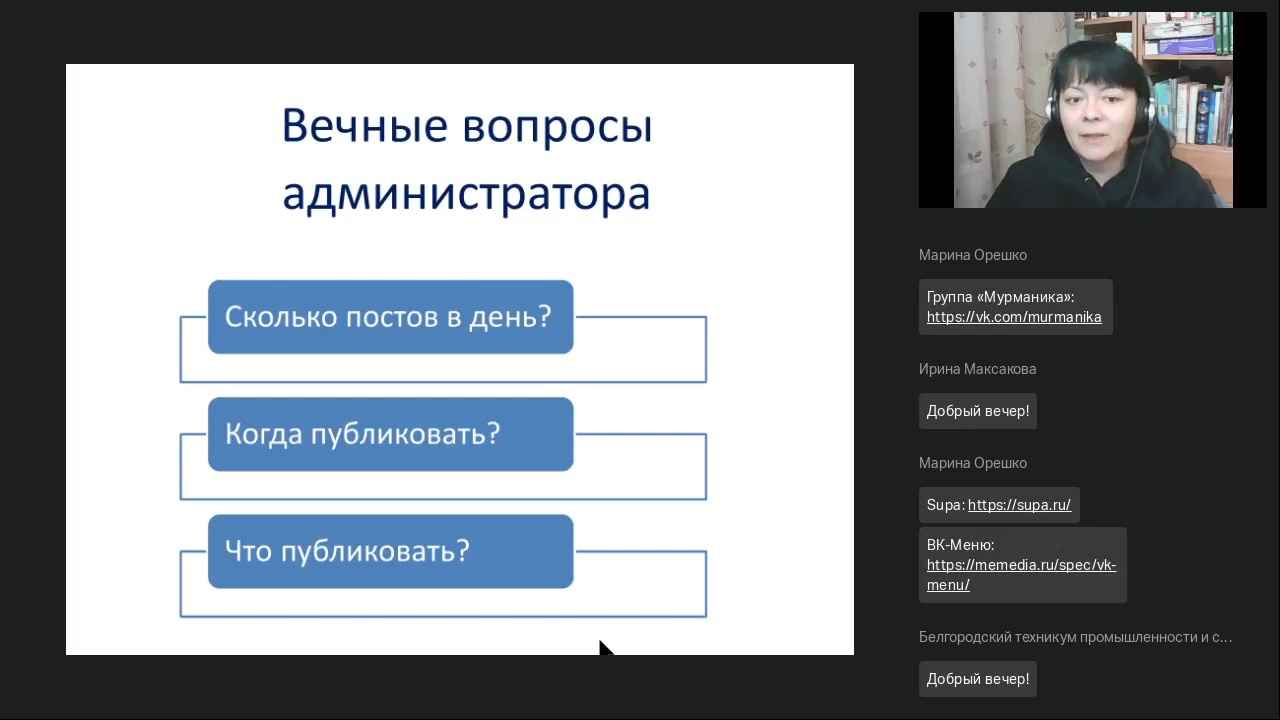 Вечные вопросы
администратора
Сколько постов в день?
Когда публиковать?
Что публиковать?
Марина Орешко
Группа «Мурманика»:
https://vk.com/murmanika
Ирина Максакова
Добрый вечер!
Марина Орешко
Supa: https://supa.ru/
ВК-Меню:
https://memedia.ru/spec/vk-
menu/
Белгородский техникум промышленности и с...
Добрый вечер!